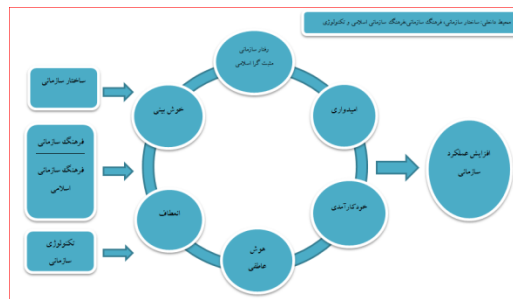 محیط داخلی: ساختار سازمانی، فرهنگ سازمانی،فرهنگ سازمانی اسلامی و تکنولوژی
رفتار سازمانی
مثبت گرا اسلامی
امیدواری
خودکارآمدی
هوش
عاطفی
انعطاف
خوش بینی
ساختار سازمانی
فرهنگ سازمانی
فرهنگ سازمانی
اسلامی
تکنولوژی
سازمانی
افزایش عملکرد
سازمانی